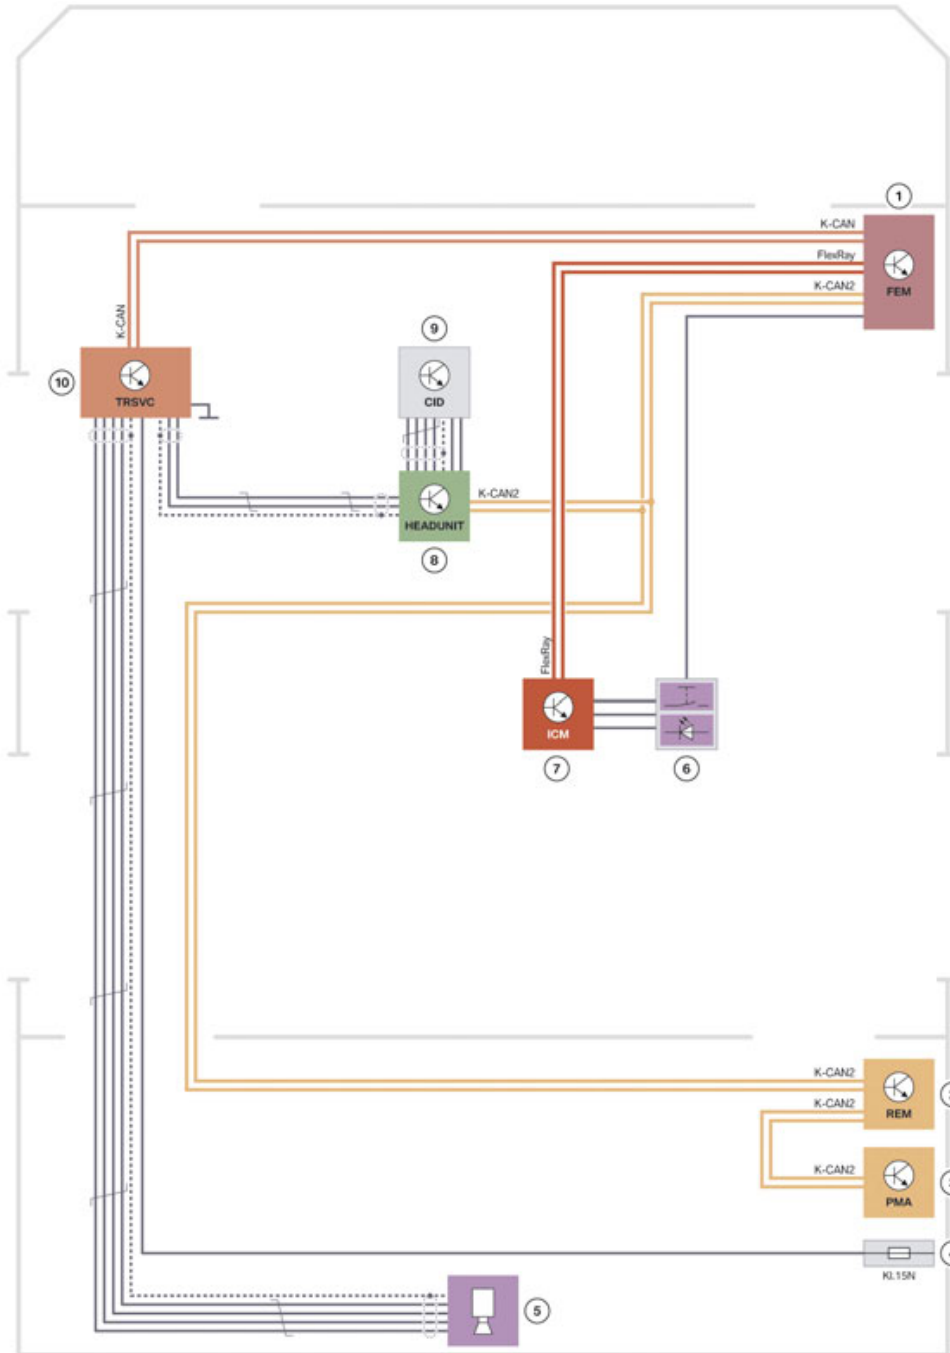 1
K-CAN
FlexRay
FEM
K-CAN2
K-CAN
9
10
TRSVC
CID
K-CAN2
HEADUNIT
8
FlexRay
ICM
7
6
K-CAN2
K-CAN2
REM
K-CAN2
PMA
Kl.15N
5